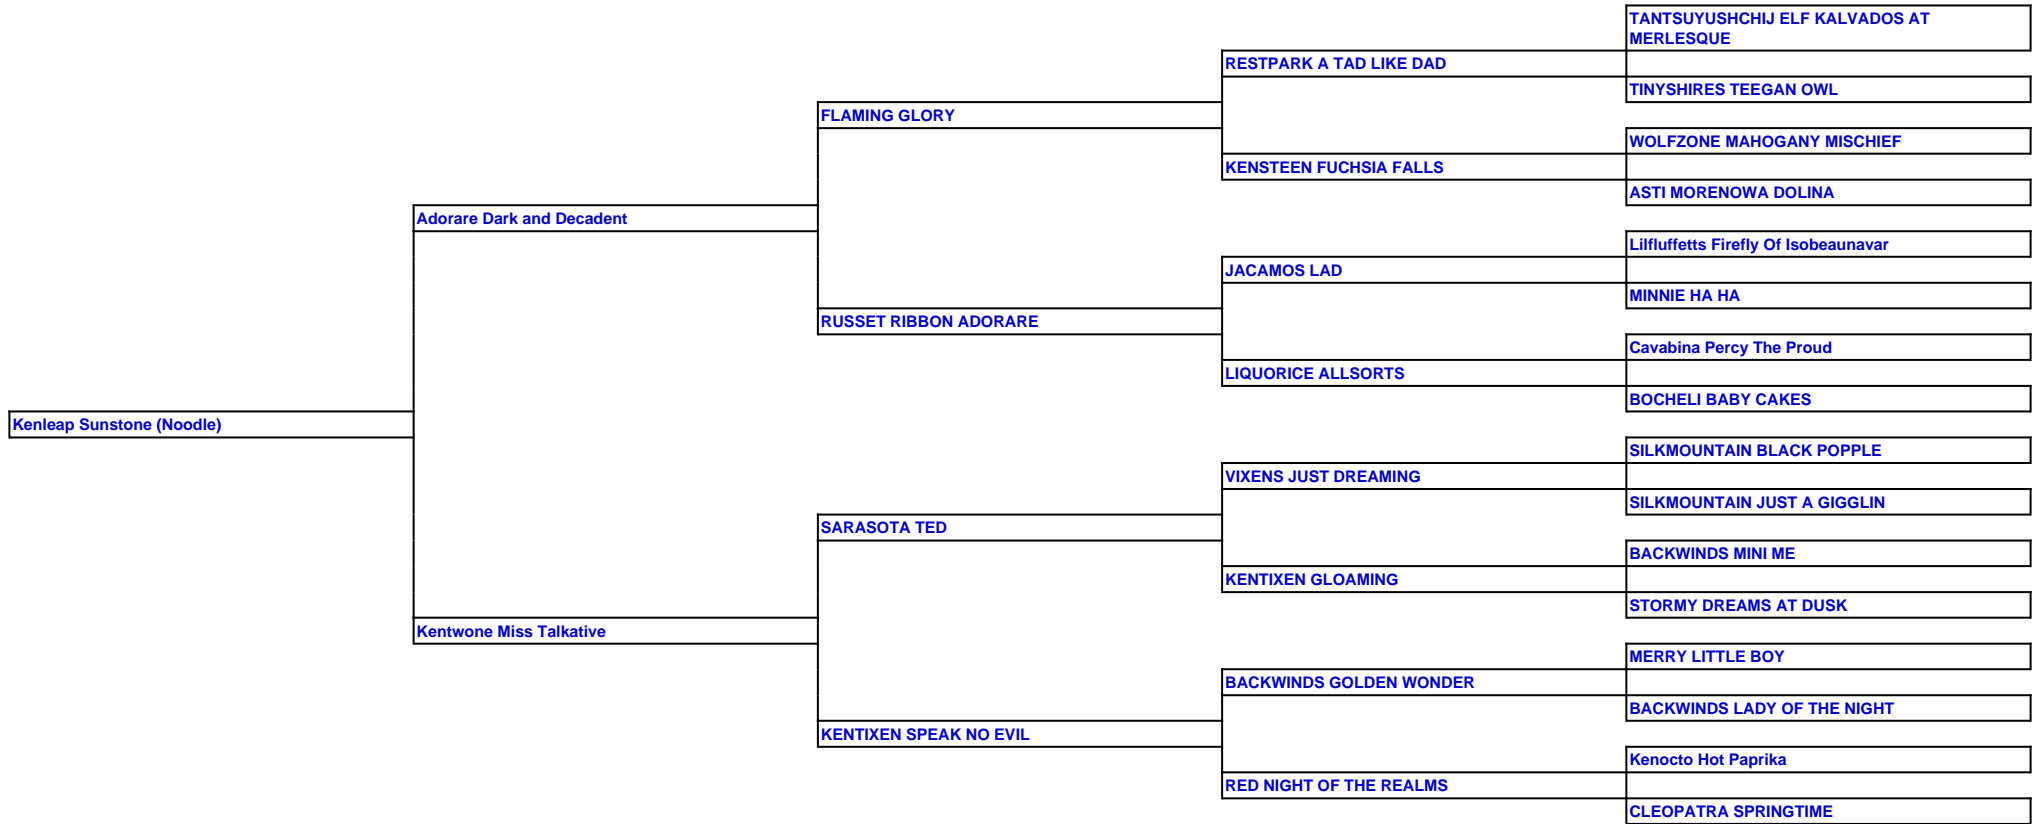 TANTSUYUSHCHIJ ELF KALVADOS AT
MERLESQUE
RESTPARK A TAD LIKE DAD
TINYSHIRES TEEGAN OWL
FLAMING GLORY
WOLFZONE MAHOGANY MISCHIEF
KENSTEEN FUCHSIA FALLS
ASTI MORENOWA DOLINA
Adorare Dark and Decadent
Lilfluffetts Firefly Of Isobeaunavar
JACAMOS LAD
MINNIE HA HA
RUSSET RIBBON ADORARE
Cavabina Percy The Proud
LIQUORICE ALLSORTS
BOCHELI BABY CAKES
Kenleap Sunstone (Noodle)
SILKMOUNTAIN BLACK POPPLE
VIXENS JUST DREAMING
SILKMOUNTAIN JUST A GIGGLIN
SARASOTA TED
BACKWINDS MINI ME
KENTIXEN GLOAMING
STORMY DREAMS AT DUSK
Kentwone Miss Talkative
MERRY LITTLE BOY
BACKWINDS GOLDEN WONDER
BACKWINDS LADY OF THE NIGHT
KENTIXEN SPEAK NO EVIL
Kenocto Hot Paprika
RED NIGHT OF THE REALMS
CLEOPATRA SPRINGTIME